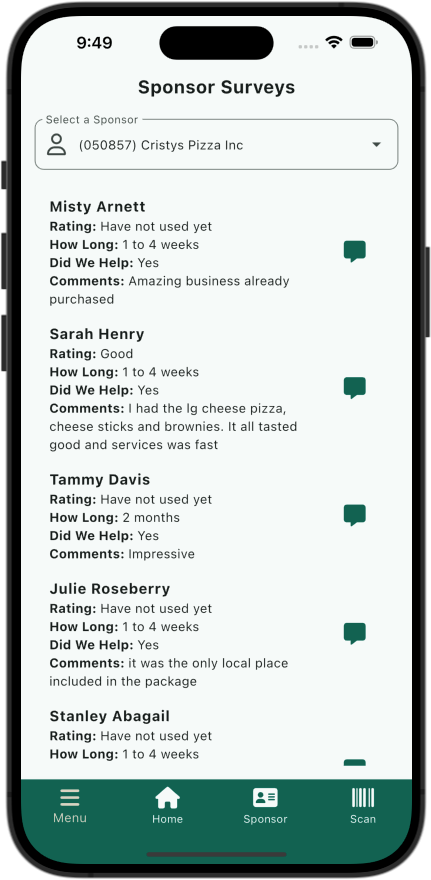 9:49
Sponsor Surveys
Select a Sponsor
(050857) Cristys Pizza Inc
Misty Arnett
Rating: Have not used yet
How Long: 1 to 4 weeks
Did We Help: Yes
Comments: Amazing business already
purchased
Sarah Henry
Rating: Good
How Long: 1 to 4 weeks
Did We Help: Yes
Comments: I had the lg cheese pizza,
cheese sticks and brownies. It all tasted
good and services was fast
Tammy Davis
Rating: Have not used yet
How Long: 2 months
Did We Help: Yes
Comments: Impressive
Julie Roseberry
Rating: Have not used yet
How Long: 1 to 4 weeks
Did We Help: Yes
Comments: it was the only local place
included in the package
Stanley Abagail
Rating: Have not used yet
How Long: 1 to 4 weeks
Menu Home Sponsor Scan